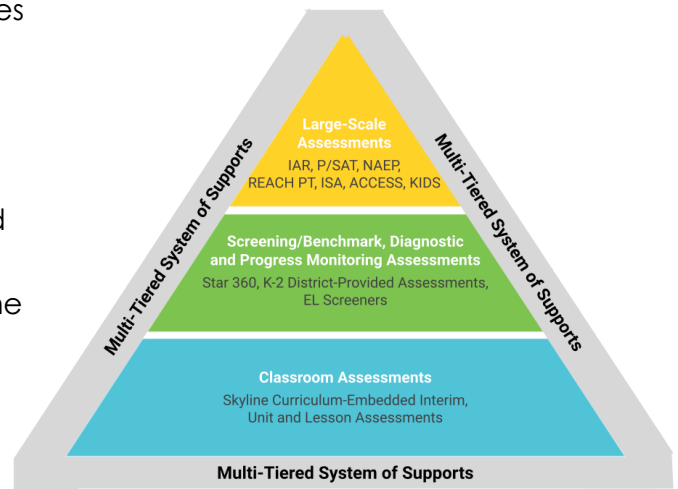 es
d
ne
Large-Scale
Assessments
IAR, P/SAT, NAEP,
REACH PT, ISA, ACCESS, KIDS
Multi-Tiered System of Supports
Multi-Tiered System of Supports
Screening/Benchmark, Diagnostic
and Progress Monitoring Assessments
Star 360, K-2 District-Provided Assessments,
EL Screeners
Classroom Assessments
Skyline Curriculum-Embedded Interim,
Unit and Lesson Assessments
Multi-Tiered System of Supports